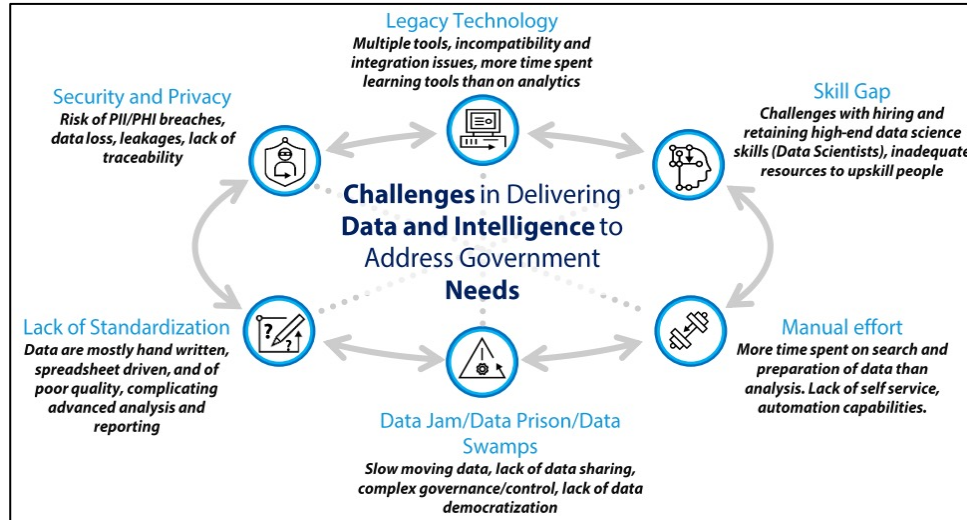 Legacy Technology
Multiple tools, incompatibility and
integration issues, more time spent
learning tools than on analytics
Security and Privacy
Risk of PII/PHI breaches,
data loss, leakages, lack of
traceability
Skill Gap
Challenges with hiring and
retaining high-end data science
skills (Data Scientists), inadequate
resources to upskill people
Challenges in Delivering
Data and Intelligence to
Address Government
Needs
Lack of Standardization
Data are mostly hand written,
spreadsheet driven, and of
poor quality, complicating
advanced analysis and
reporting
? ?
Manual effort
More time spent on search and
preparation of data than
analysis. Lack of self service,
automation capabilities.
Data Jam/Data Prison/Data
Swamps
Slow moving data, lack of data sharing,
complex governance/control, lack of data
democratization